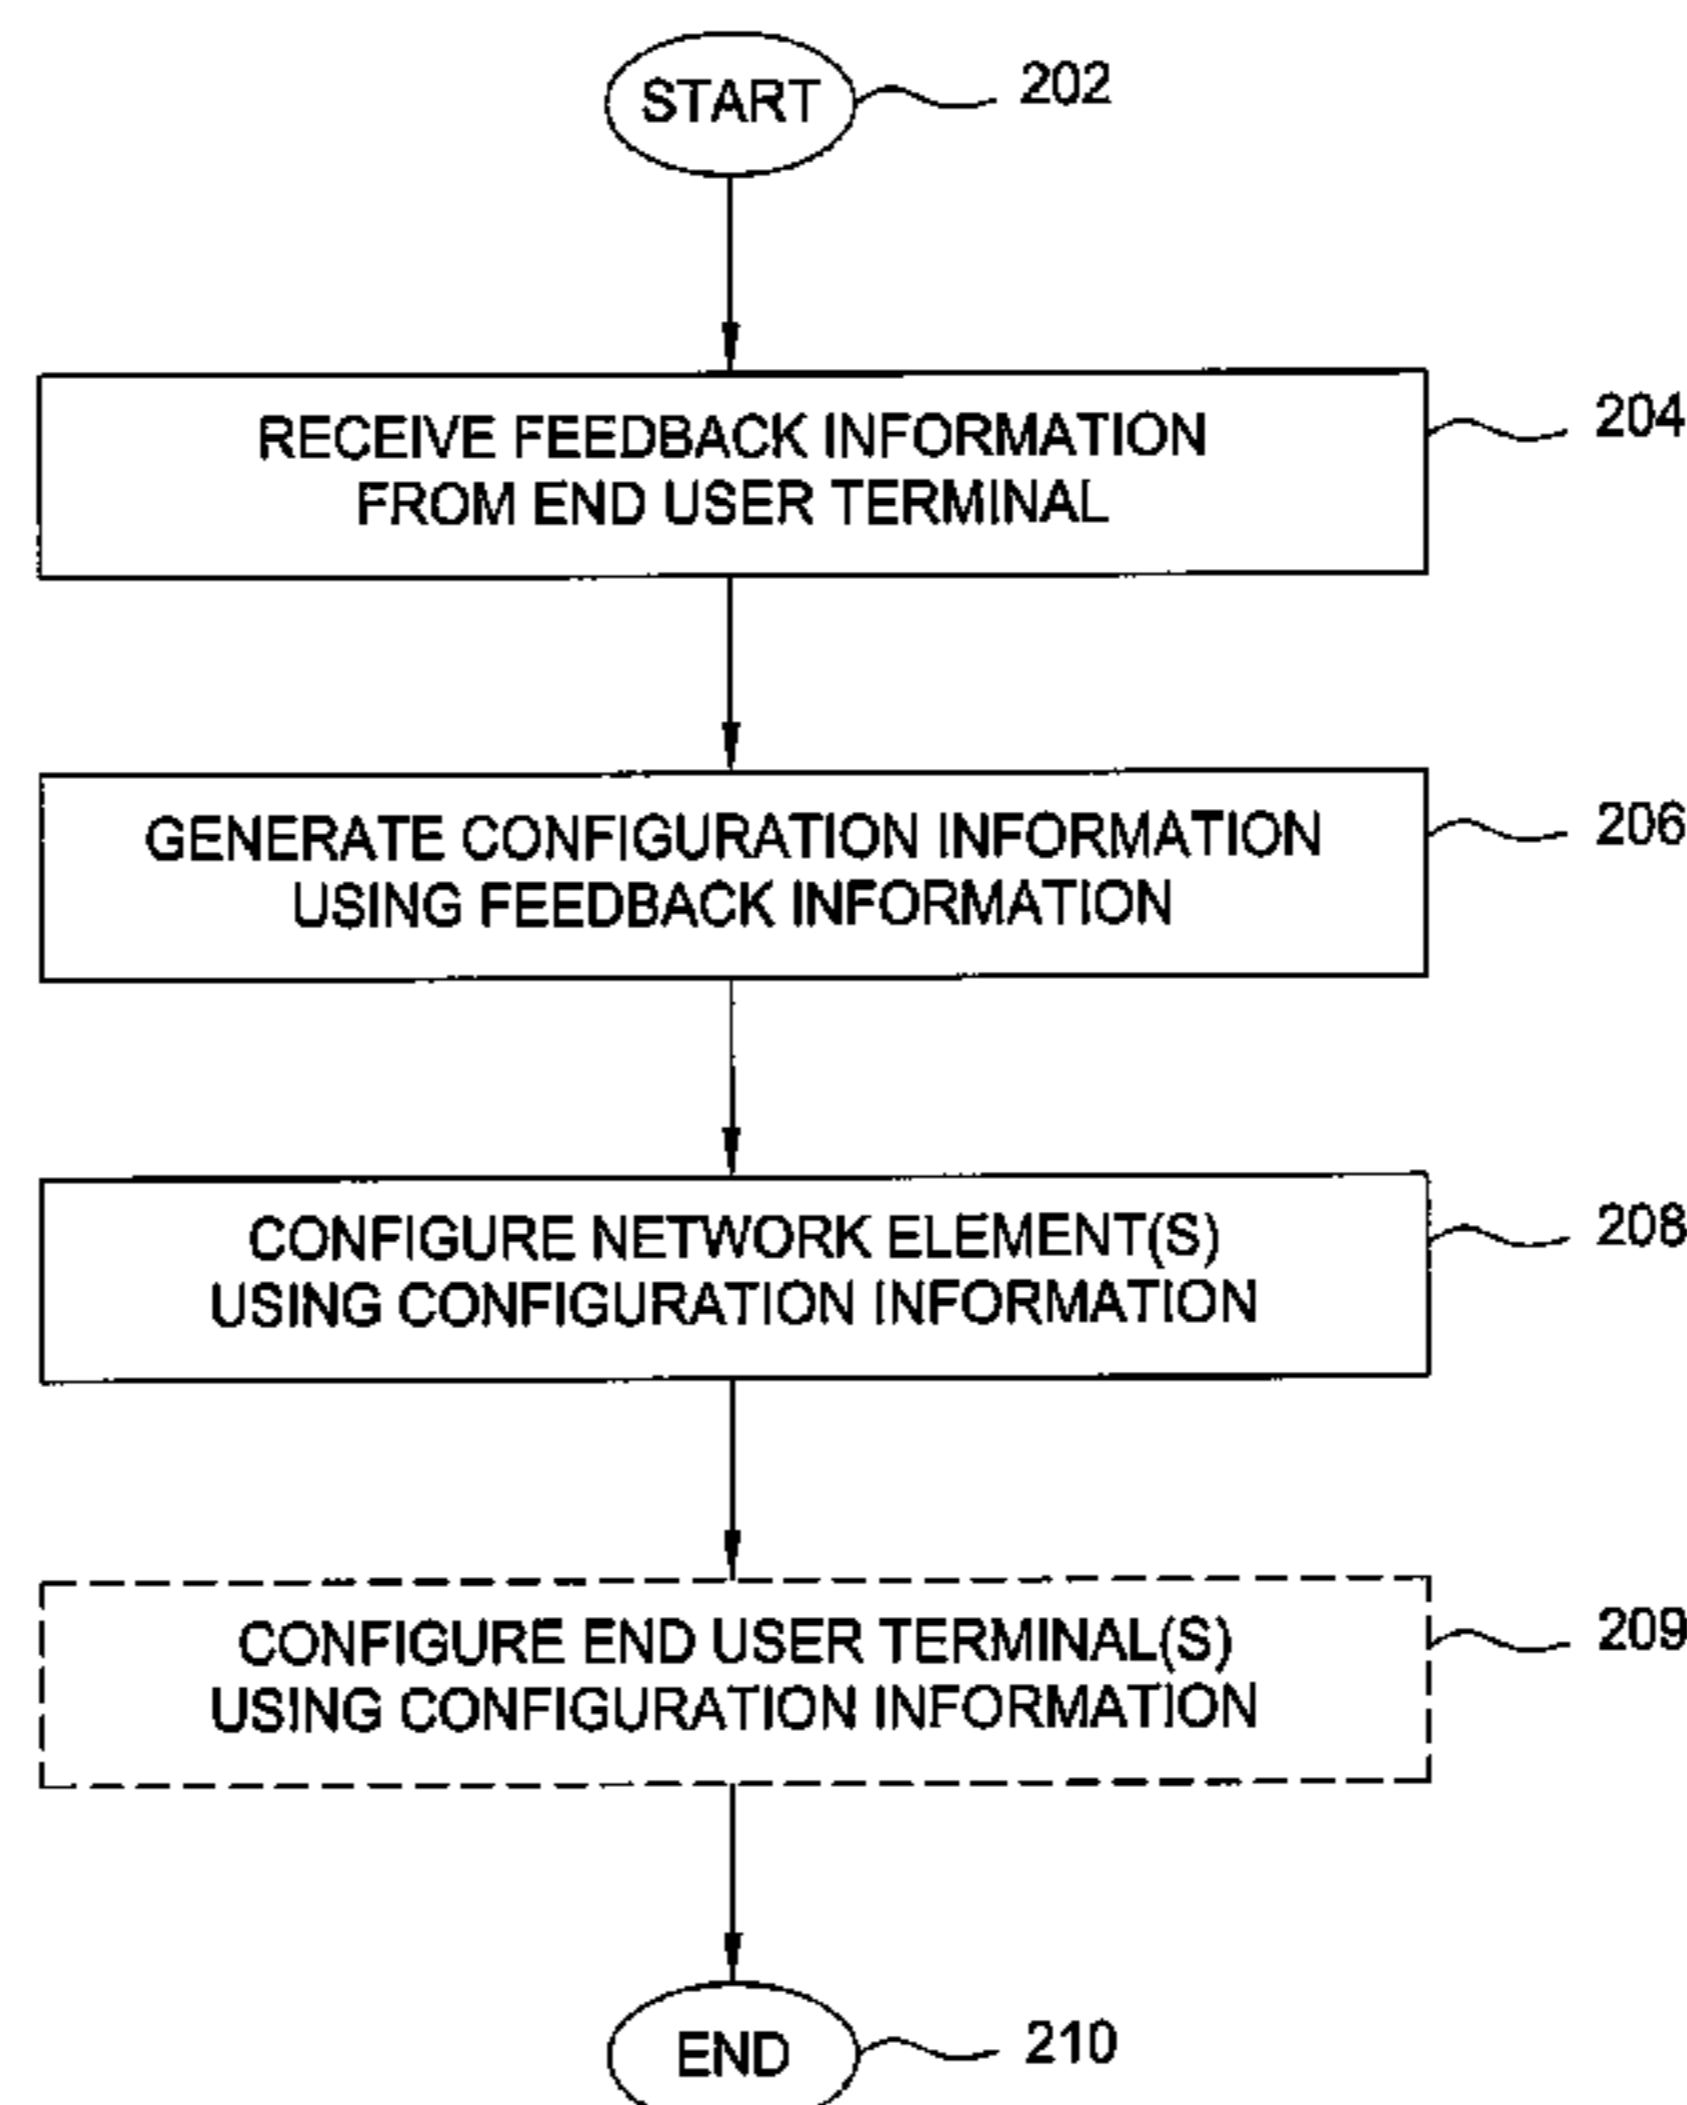 START
202
RECEIVE FEEDBACK INFORMATION
FROM END USER TERMINAL
204
GENERATE CONFIGURATION INFORMATION
USING FEEDBACK INFORMATION
206
CONFIGURE NETWORK ELEMENT(S)
USING CONFIGURATION INFORMATION
208
CONFIGURE END USER TERMINAL(S)
USING CONFIGURATION INFORMATION
209
END
210